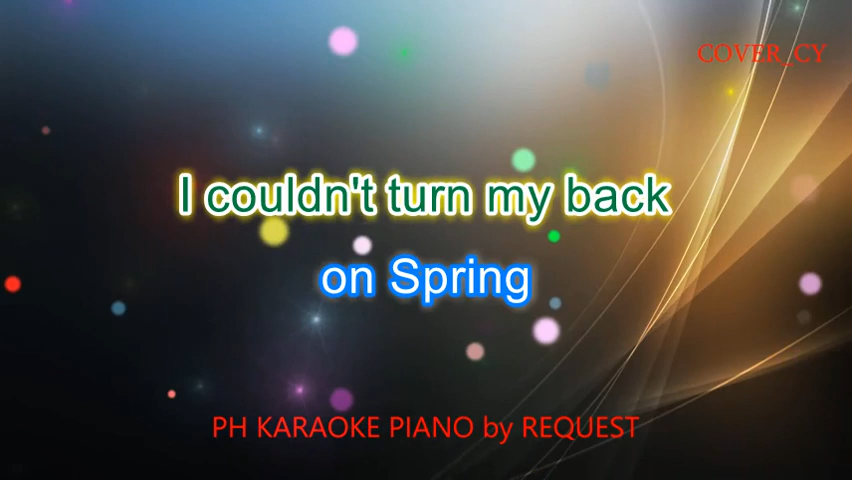 COVER_CY
I couldn't turn my back
on Spring
PH KARAOKE PIANO by REQUEST